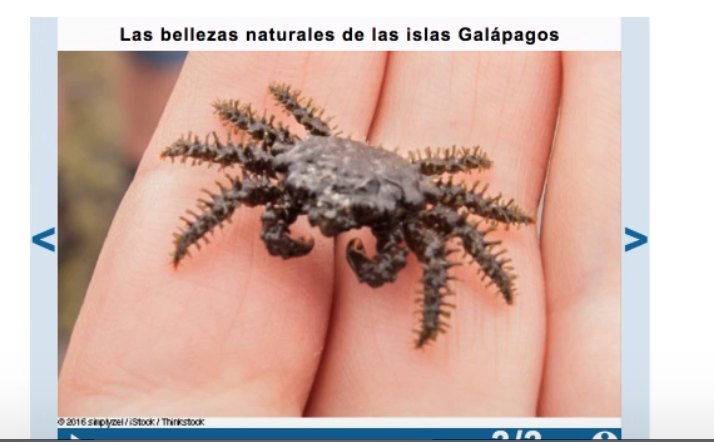 Las bellezas naturales de las islas Galápagos
<
>
© 2016 simplyzel / iStock / Thinkstock